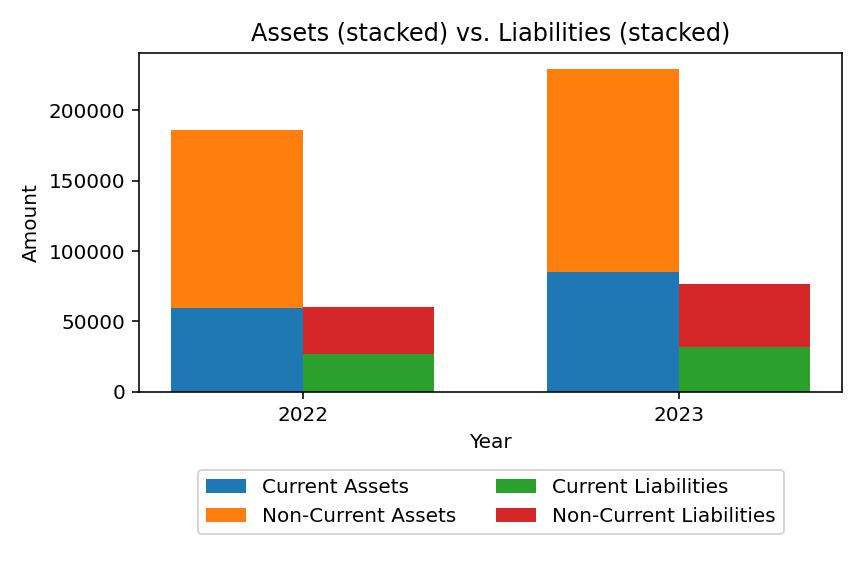 Assets (stacked) vs. Liabilities (stacked)
Amount
200000
150000
100000
50000
0
2022 2023
Year
Current Assets Current Liabilities
Non-Current Assets Non-Current Liabilities